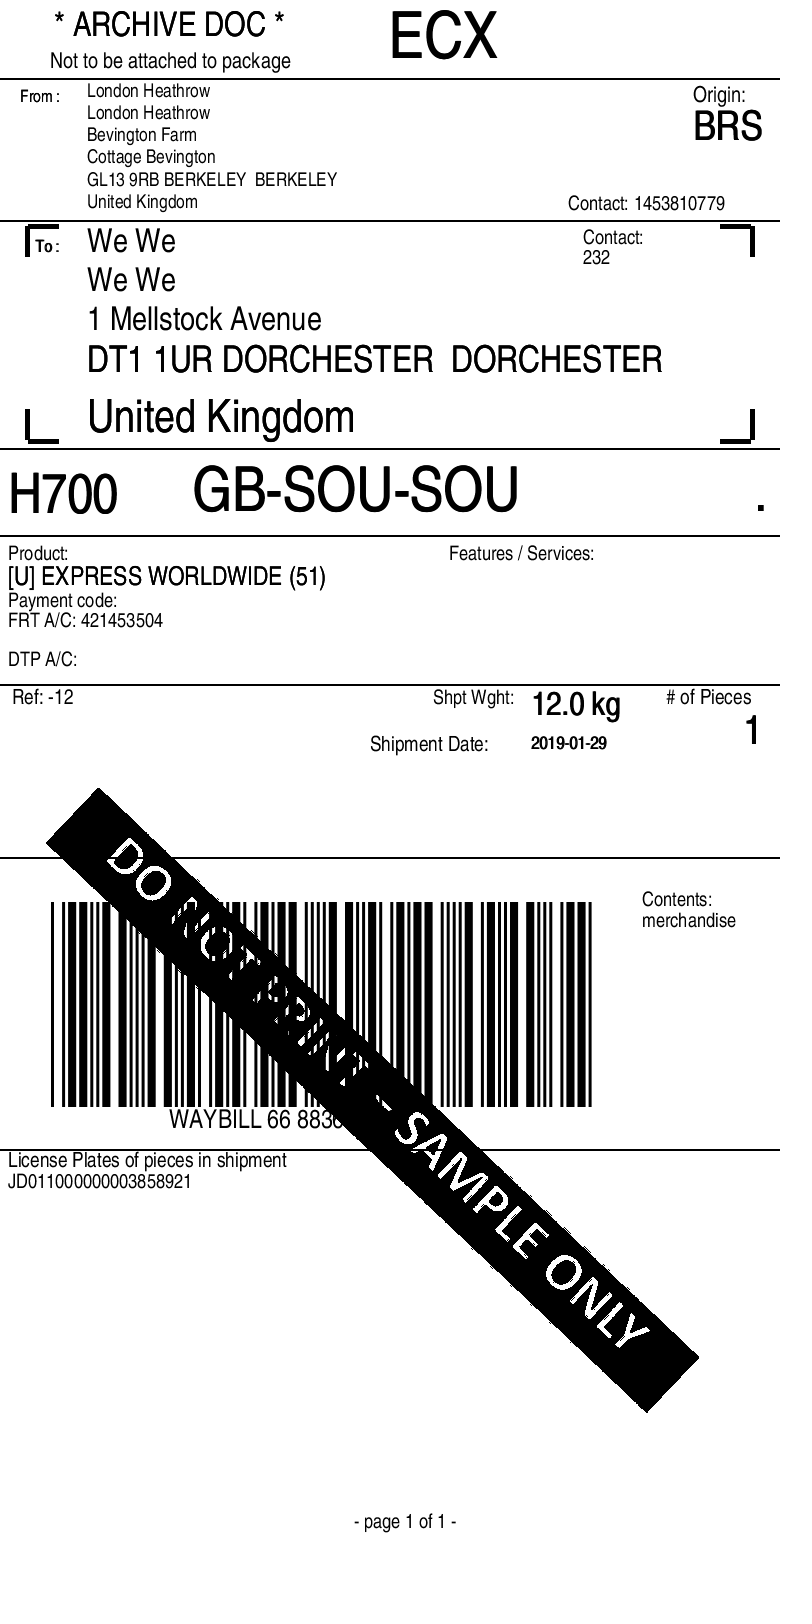 * ARCHIVE DOC *
Not to be attached to package
ECX
From :
London Heathrow
London Heathrow
Bevington Farm
Cottage Bevington
GL13 9RB BERKELEY BERKELEY
United Kingdom
Origin:
BRS
Contact: 1453810779
To :
We We
We We
1 Mellstock Avenue
DT1 1UR DORCHESTER DORCHESTER
United Kingdom
Contact:
232
H700 GB-SOU-SOU .
Product:
[U] EXPRESS WORLDWIDE (51)
Payment code:
FRT A/C: 421453504
DTP A/C:
Features / Services:
Ref: -12
Shpt Wght: 12.0 kg
# of Pieces
1
Shipment Date: 2019-01-29
DO NOT PRINT - SAMPLE ONLY
Contents:
merchandise
WAYBILL 66
License Plates of pieces in shipment
JD011000000003858921
- page 1 of 1 -